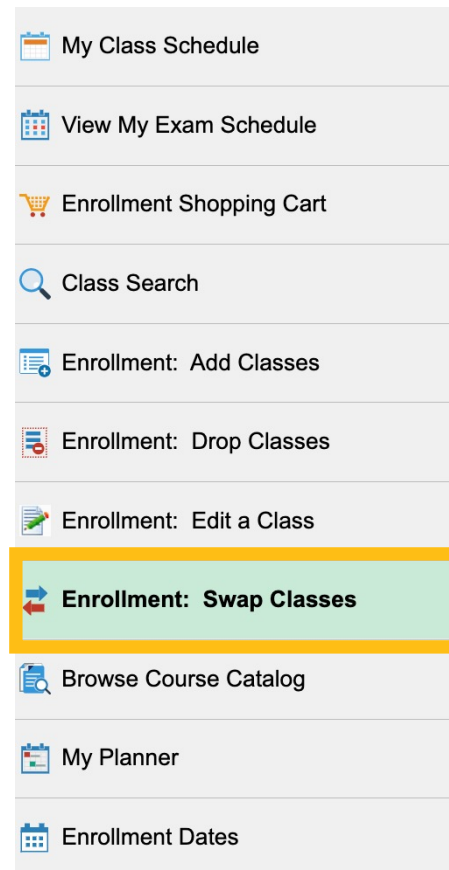 My Class Schedule
View My Exam Schedule
Enrollment Shopping Cart
Class Search
Enrollment:  Add Classes
Enrollment:  Drop Classes
Enrollment:  Edit a Class
Enrollment:  Swap Classes
Browse Course Catalog
My Planner
Enrollment Dates